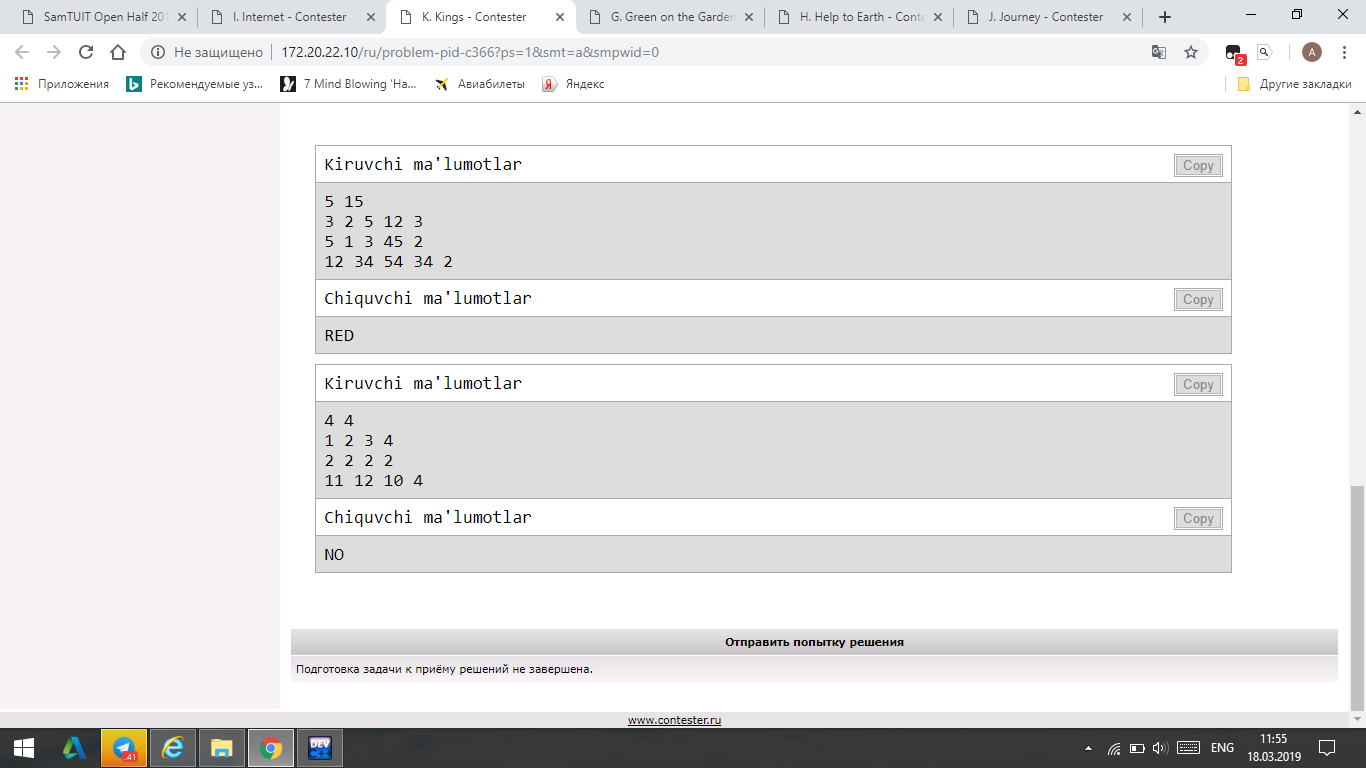 SamTUIT Open Half 201
I. Internet - Contester
K. Kings - Contester
G. Green on the Garden
H. Help to Earth - Conte
J. Journey - Contester
Не защищено
172.20.22.10/ru/problem-pid-c366?ps=1&smt=a&smpwid=0
2
A
Приложения
Рекомендуемые уз...
7 Mind Blowing 'Ha...
Авиабилеты
Я Яндекс
Другие закладки
Kiruvchi ma'lumotlar
Copy
5 15
3 2 5 12 3
5 1 3 45 2
12 34 54 34 2
Chiquvchi ma'lumotlar
Copy
RED
Kiruvchi ma'lumotlar
Copy
4 4
1 2 3 4
2 2 2 2
11 12 10 4
Chiquvchi ma'lumotlar
Copy
NO
Отправить попытку решения
Подготовка задачи к приёму решений не завершена.
www.contester.ru
41
DEV
ENG
11:55
18.03.2019